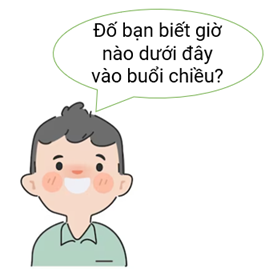 Đố bạn biết giờ
nào dưới đây
vào buổi chiều?